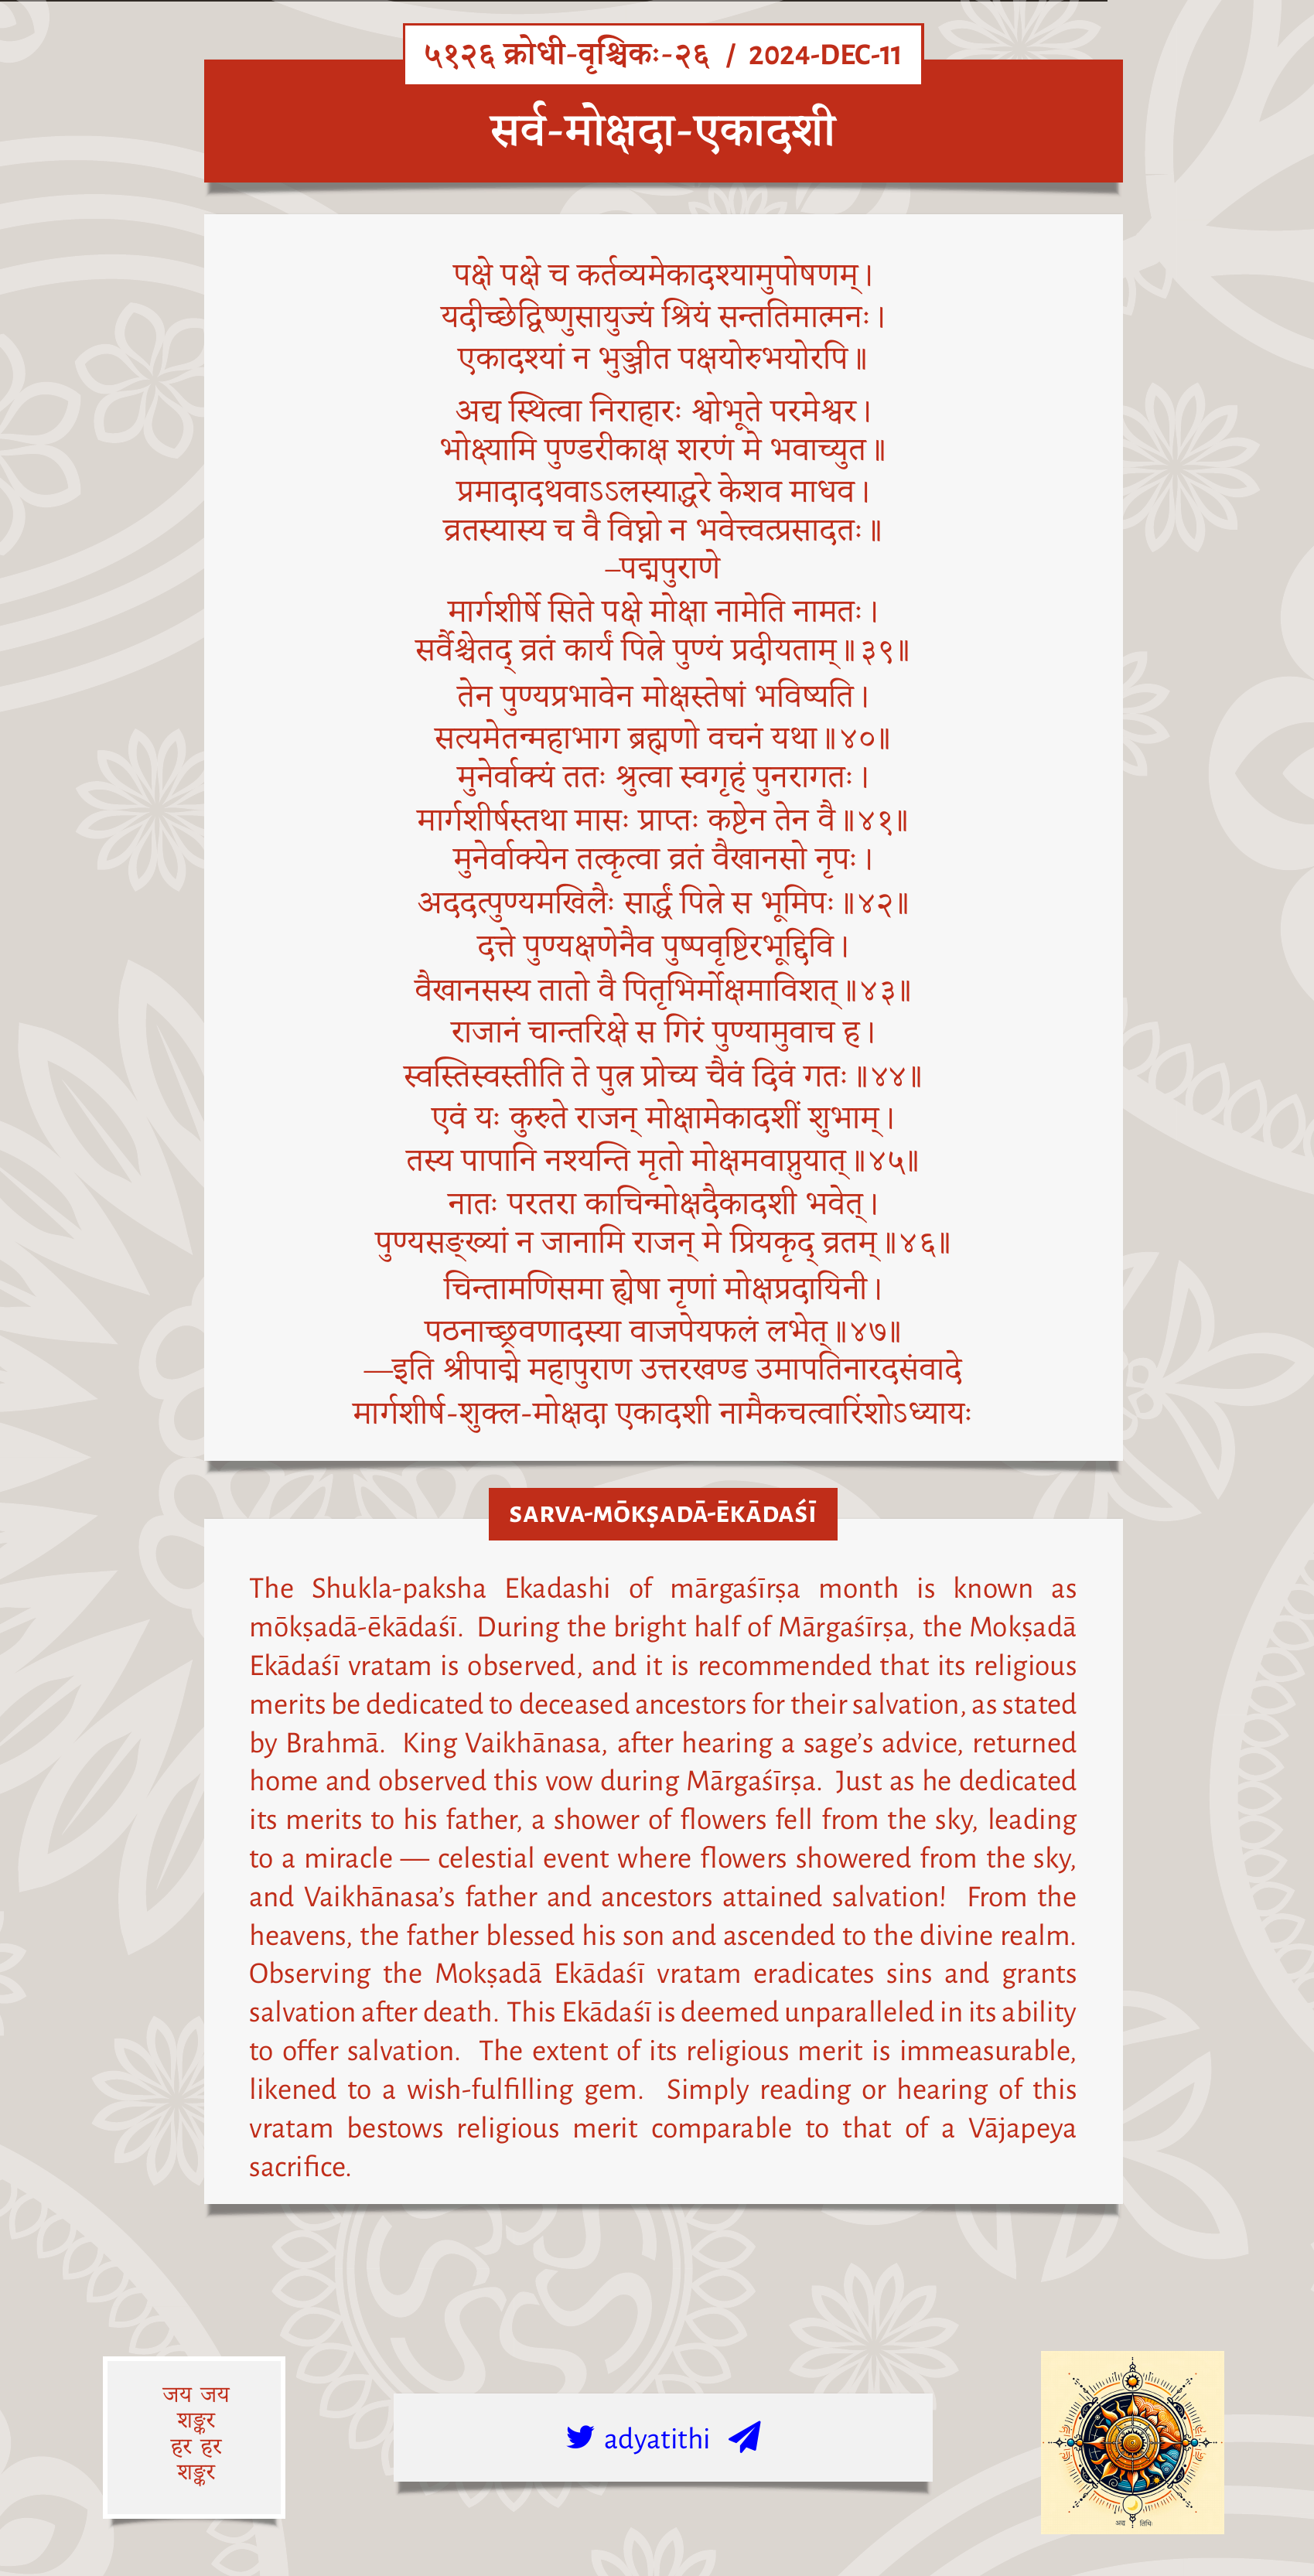 ५१२६ क्रोधी-वृश्चिकः-२६ / 2024-DEC-11
सर्व-मोक्षदा-एकादशी
पक्षे पक्षे च कर्तव्यमेकादश्यामुपोषणम्।
यदीच्छेद्विष्णुसायुज्यं श्रियं सन्ततिमात्मनः।
एकादश्यां न भुञ्जीत पक्षयोरुभयोरपि॥
अद्य स्थित्वा निराहारः श्वोभूते परमेश्वर।
भोक्ष्यामि पुण्डरीकाक्ष शरणं मे भवाच्युत॥
प्रमादादथवाऽऽलस्याद्धरे केशव माधव।
व्रतस्यास्य च वै विघ्नो न भवेत्त्वत्प्रसादतः॥
–पद्मपुराणे
मार्गशीर्षे सिते पक्षे मोक्षा नामेति नामतः।
सर्वैश्चेतद् व्रतं कार्यं पित्रे पुण्यं प्रदीयताम्॥३९॥
तेन पुण्यप्रभावेन मोक्षस्तेषां भविष्यति।
सत्यमेतन्महाभाग ब्रह्मणो वचनं यथा॥४०॥
मुनेर्वाक्यं ततः श्रुत्वा स्वगृहं पुनरागतः।
मार्गशीर्षस्तथा मासः प्राप्तः कष्टेन तेन वै॥४१॥
मुनेर्वाक्येन तत्कृत्वा व्रतं वैखानसो नृपः।
अददत्पुण्यमखिलैः सार्द्धं पित्रे स भूमिपः॥४२॥
दत्ते पुण्यक्षणेनैव पुष्पवृष्टिरभूद्दिवि।
वैखानसस्य तातो वै पितृभिर्मोक्षमाविशत्॥४३॥
राजानं चान्तरिक्षे स गिरं पुण्यामुवाच ह।
स्वस्तिस्वस्तीति ते पुत्र प्रोच्य चैवं दिवं गतः॥४४॥
एवं यः कुरुते राजन् मोक्षामेकादशीं शुभाम्।
तस्य पापानि नश्यन्ति मृतो मोक्षमवाप्नुयात्॥४५॥
नातः परतरा काचिन्मोक्षदैकादशी भवेत्।
पुण्यसङ्ख्यां न जानामि राजन् मे प्रियकृद् व्रतम्॥४६॥
चिन्तामणिसमा ह्येषा नृणां मोक्षप्रदायिनी।
पठनाच्छ्रवणादस्या वाजपेयफलं लभेत्॥४७॥
—इति श्रीपाद्मे महापुराण उत्तरखण्ड उमापतिनारदसंवादे
मार्गशीर्ष-शुक्ल-मोक्षदा एकादशी नामैकचत्वारिंशोऽध्यायः
SARVA-MŌKṢADĀ-ĒKĀDAŚĪ
The Shukla-paksha Ekadashi of mārgaśīrṣa month is known as
mōkṣadā-ēkādaśī. During the bright half of Mārgaśīrṣa, the Mokṣadā
Ekādaśī vratam is observed, and it is recommended that its religious
merits be dedicated to deceased ancestors for their salvation, as stated
by Brahmā. King Vaikhānasa, after hearing a sage’s advice, returned
home and observed this vow during Mārgaśīrṣa. Just as he dedicated
its merits to his father, a shower of flowers fell from the sky, leading
to a miracle — celestial event where flowers showered from the sky,
and Vaikhānasa’s father and ancestors attained salvation! From the
heavens, the father blessed his son and ascended to the divine realm.
Observing the Mokṣadā Ekādaśī vratam eradicates sins and grants
salvation after death. This Ekādaśī is deemed unparalleled in its ability
to offer salvation. The extent of its religious merit is immeasurable,
likened to a wish-fulfilling gem. Simply reading or hearing of this
vratam bestows religious merit comparable to that of a Vājapeya
sacrifice.
जय जय
शङ्कर
हर हर
शङ्कर
adyatithi
अद्य तिथिः